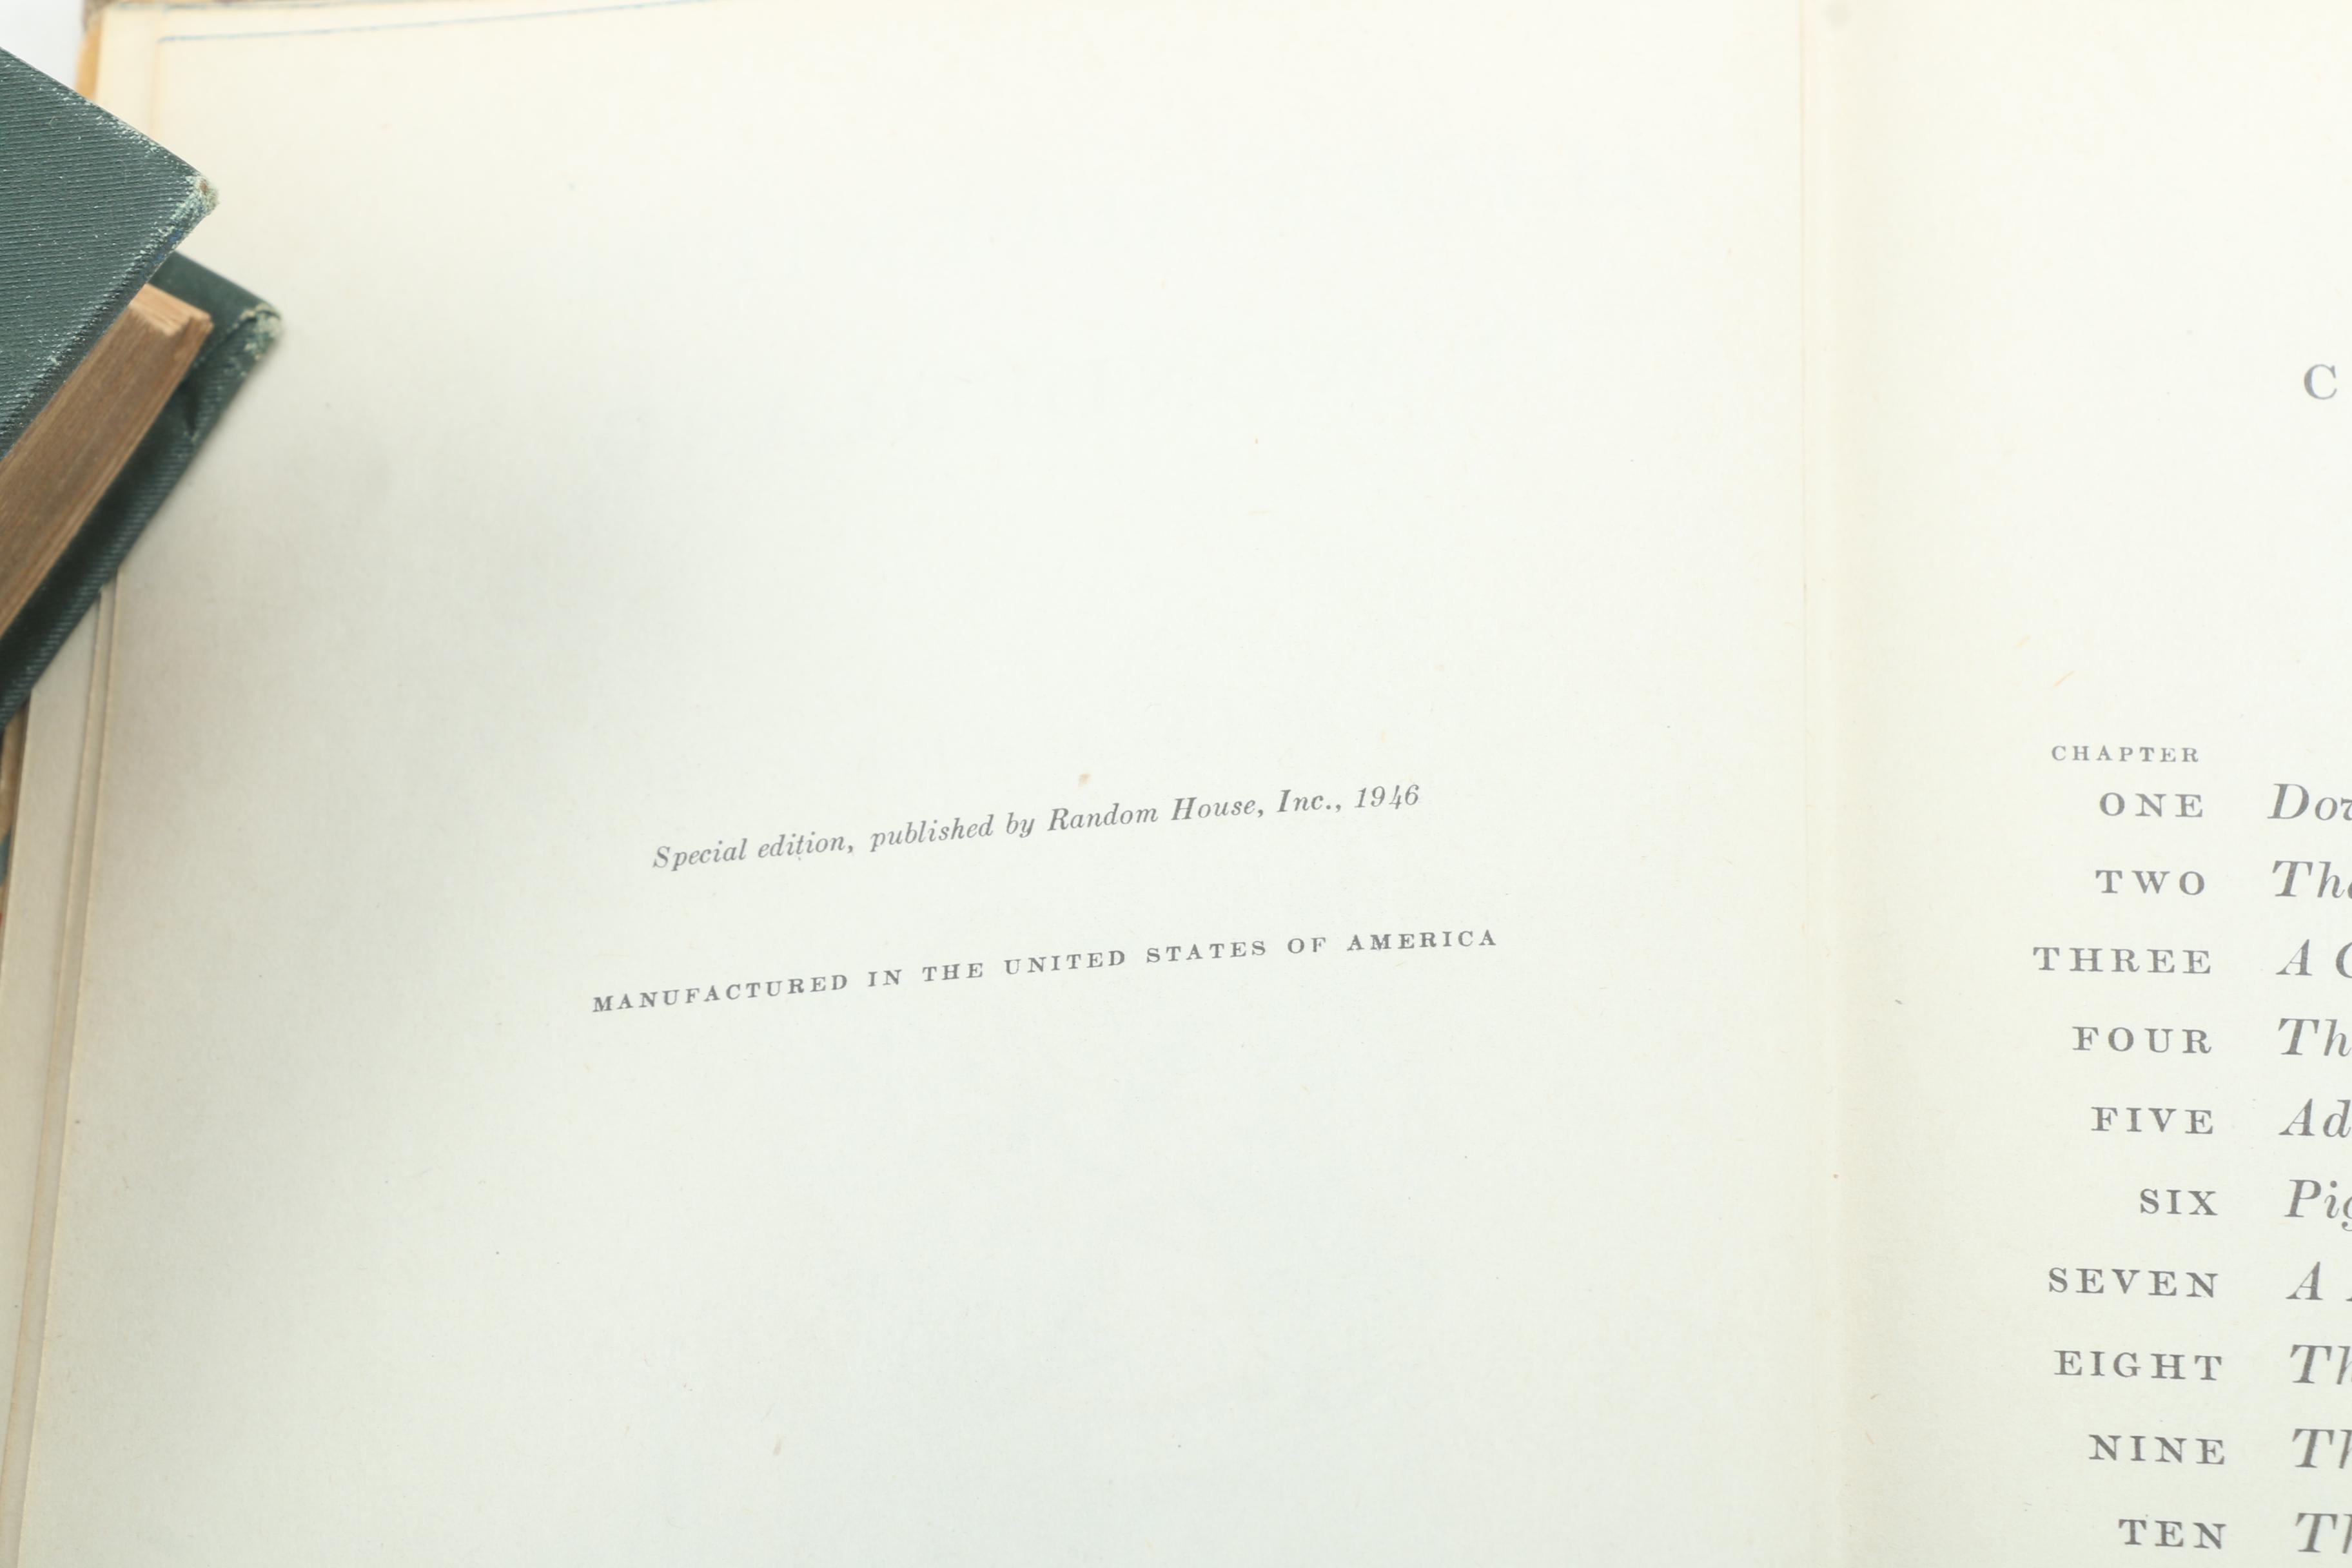 Special edition, published by Random House, Inc., 1946
MANUFACTURED IN THE UNITED STATES OF AMERICA
C
CHAPTER
ONE
TWO
THREE A
FOUR
FIVE
SIX
SEVEN A
EIGHT
NINE
TEN